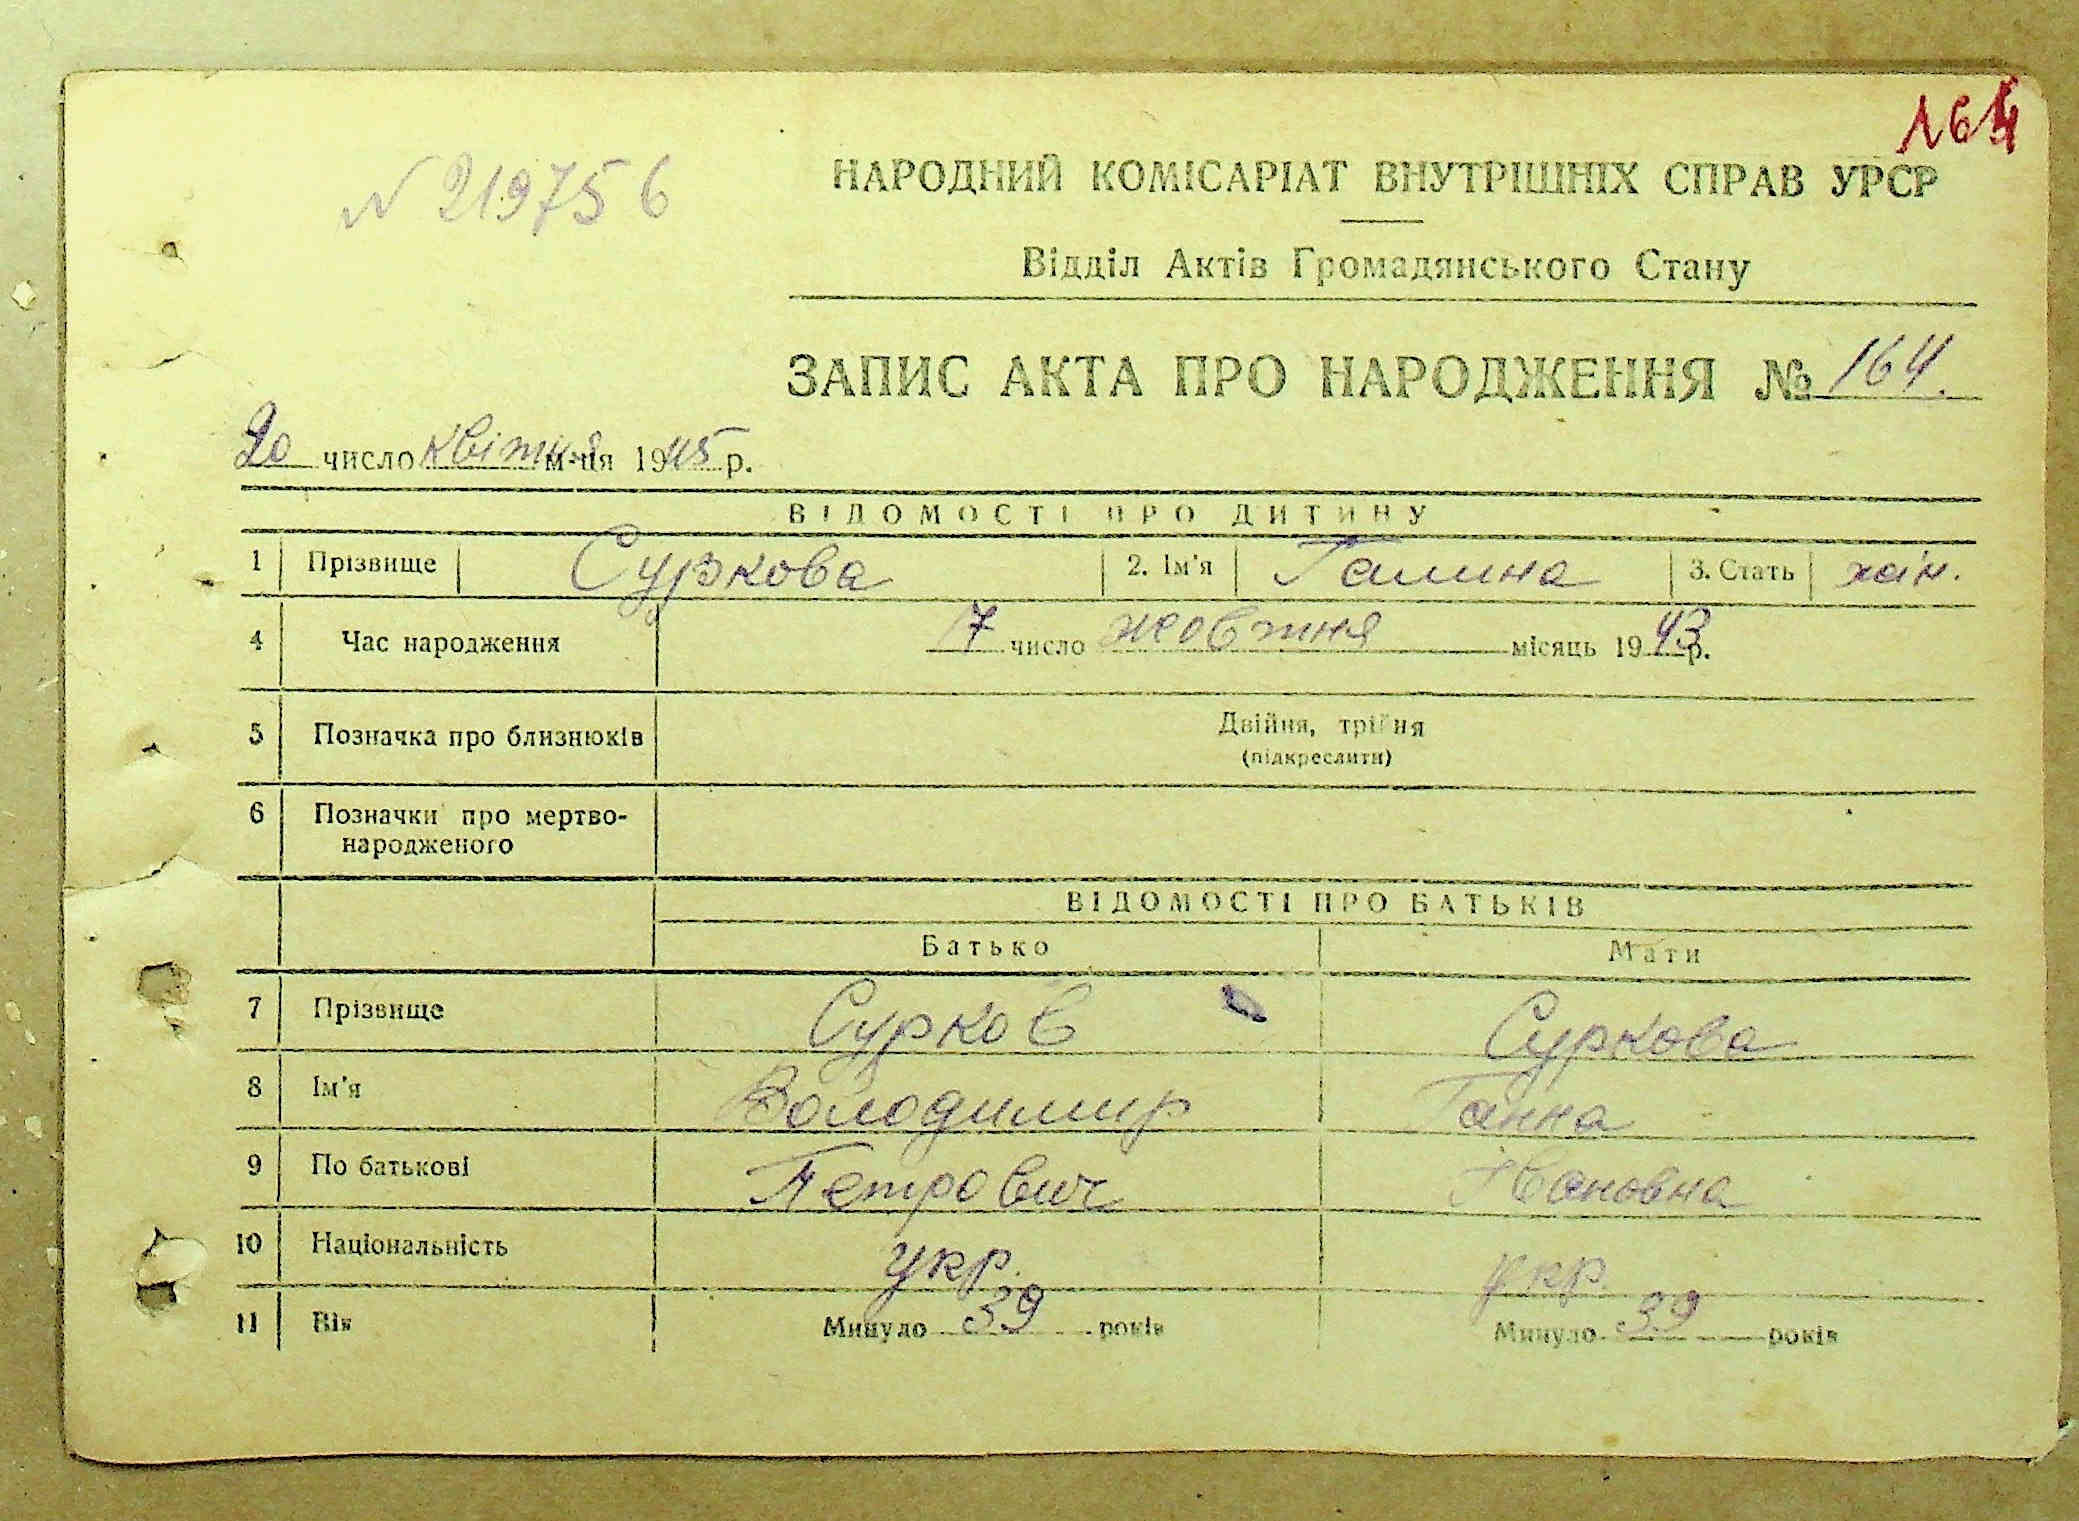 164
N 219756
НАРОДНИЙ КОМІСАРІАТ ВНУТРІШНІХ СПРАВ УРСР
Відділ Актів Громадянського Стану
ЗАПИС АКТА ПРО НАРОДЖЕННЯ № 164.
20 число квітня м-ця 1945 р.
ВІДОМОСТІ ПРО ДИТИНУ
1 Прізвище Суркова 2. Ім'я Галина 3. Стать жін.
4 Час народження 7 число жовтня місяць 1943 р.
5 Позначка про близнюків Двійня, трійня
(підкреслити)
6 Позначки про мертво-
народженого
ВІДОМОСТІ ПРО БАТЬКІВ
Батько Мати
7 Прізвище Сурков Суркова
8 Ім'я Володимир Ганна
9 По батькові Петрович Івановна
10 Національність укр. укр.
11 Вік Минуло 39 років Минуло 39 років